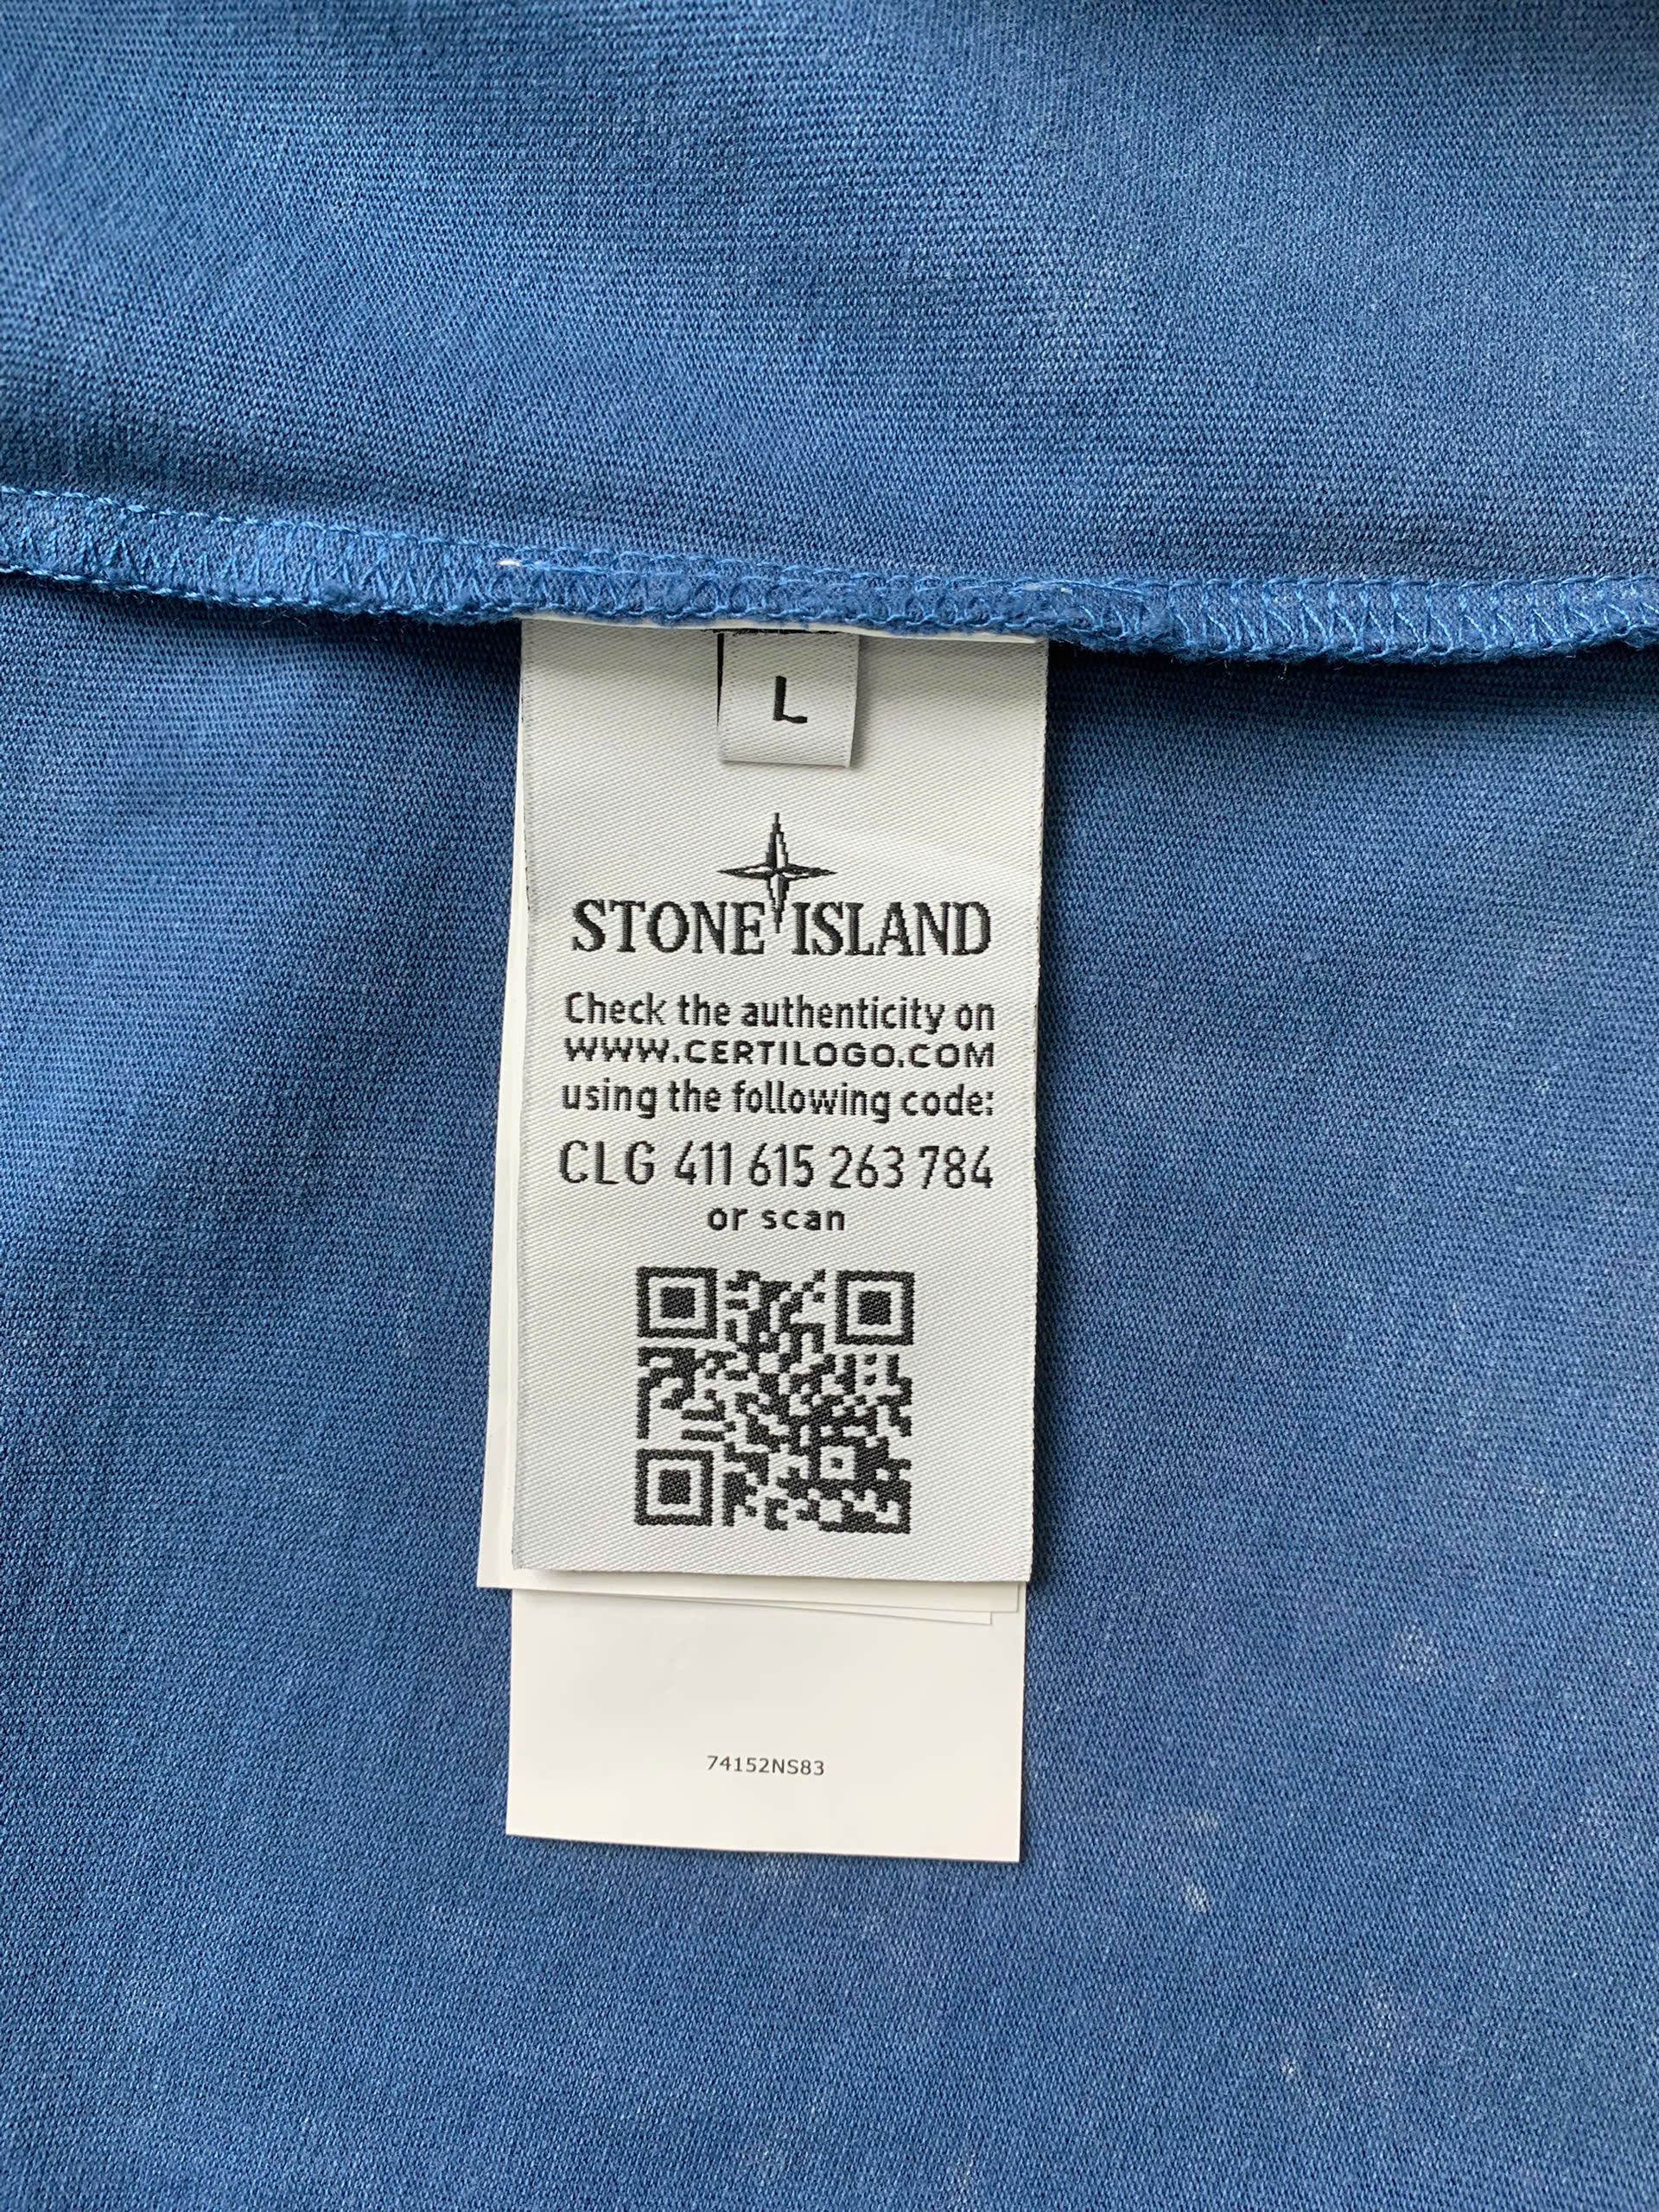 L
STONE ISLAND
Check the authenticity on
WWW.CERTILOGO.COM
using the following code:
CLG 411 615 263 784
or scan
74152NS83